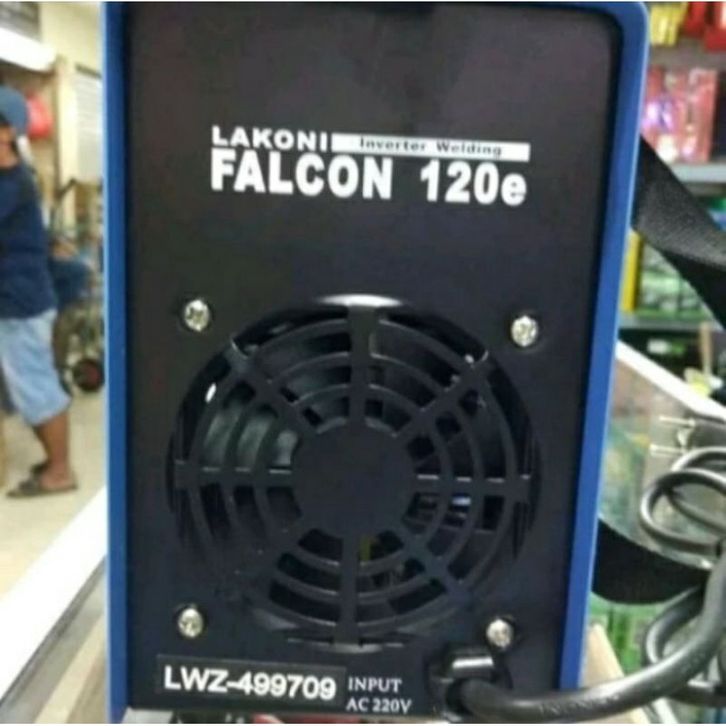 LAKONI Inverter Welding
FALCON 120e
LWZ-499709 INPUT
AC 220V